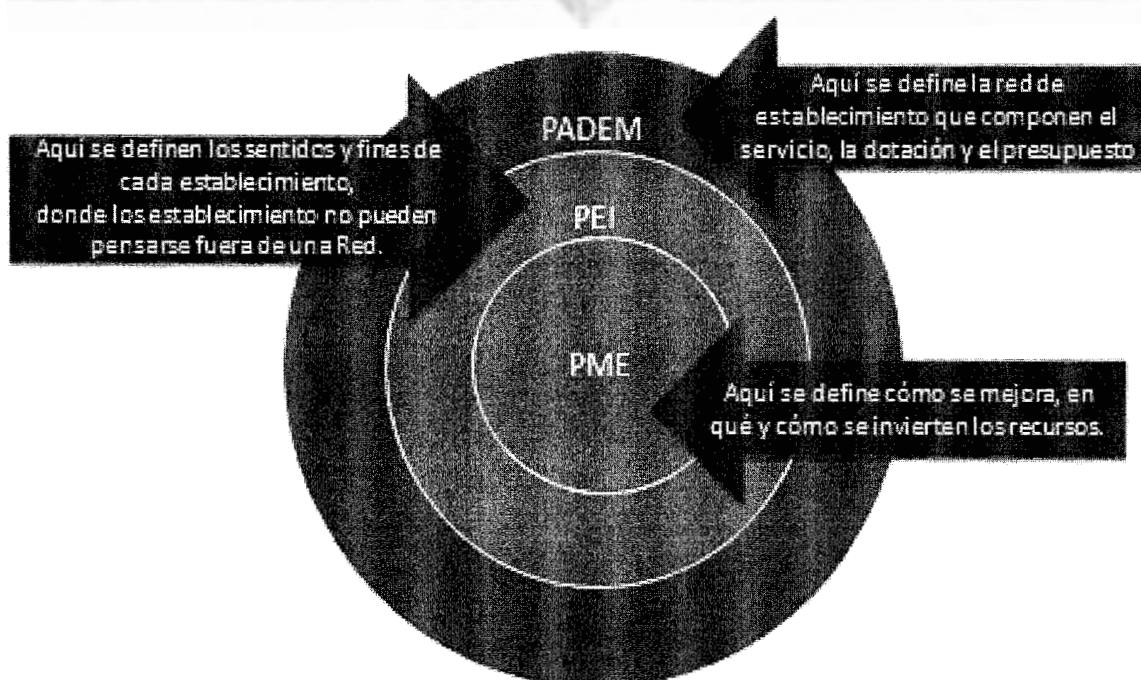 PADEM
Aquí se define la red de
establecimiento que componen el
servicio, la dotación y el presupuesto
Aquí se definen los sentidos y fines de
cada establecimiento,
donde los establecimiento no pueden
pensarse fuera de una Red.
PEI
PME
Aquí se define cómo se mejora, en
qué y cómo se invierten los recursos.